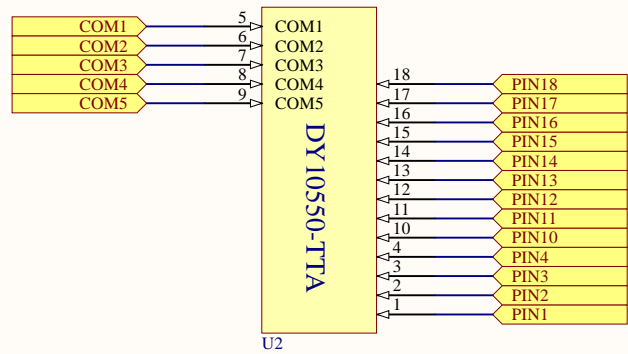 COM1 5 COM1
COM2 6 COM2
COM3 7 COM3
COM4 8 COM4
COM5 9 COM5
DY10550-TTA
18 PIN18
17 PIN17
16 PIN16
15 PIN15
14 PIN14
13 PIN13
12 PIN12
11 PIN11
10 PIN10
4 PIN4
3 PIN3
2 PIN2
1 PIN1
U2